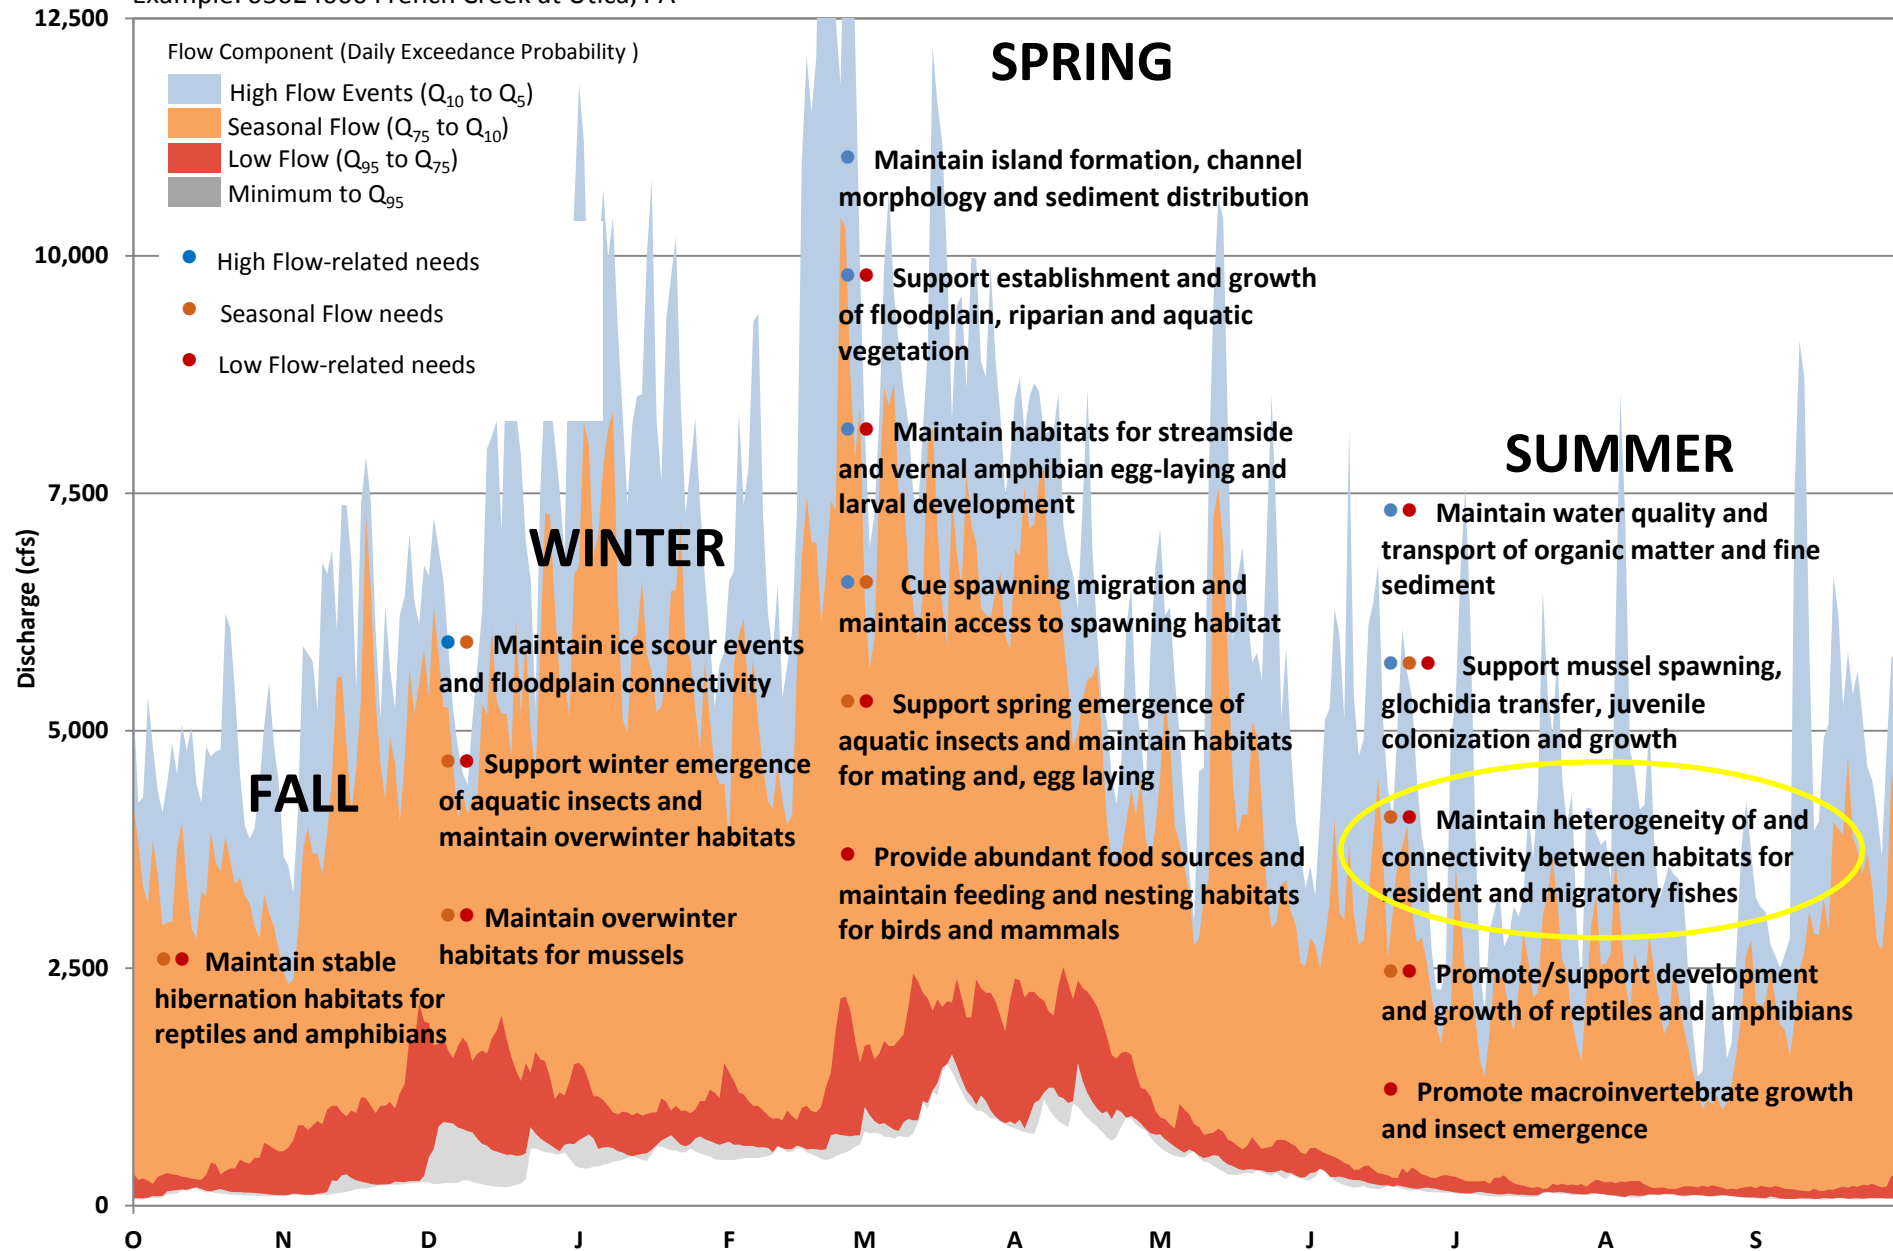 Example: 03024000 French Creek at Utica, PA
12,500
10,000
7,500
5,000
2,500
0
Discharge (cfs)
Flow Component (Daily Exceedance Probability )
High Flow Events (Q10 to Q5)
Seasonal Flow (Q75 to Q10)
Low Flow (Q95 to Q75)
Minimum to Q95
High Flow-related needs
Seasonal Flow needs
Low Flow-related needs
FALL
Maintain stable
hibernation habitats for
reptiles and amphibians
WINTER
Maintain ice scour events
and floodplain connectivity
Support winter emergence
of aquatic insects and
maintain overwinter habitats
Maintain overwinter
habitats for mussels
SPRING
Maintain island formation, channel
morphology and sediment distribution
Support establishment and growth
of floodplain, riparian and aquatic
vegetation
Maintain habitats for streamside
and vernal amphibian egg-laying and
larval development
Cue spawning migration and
maintain access to spawning habitat
Support spring emergence of
aquatic insects and maintain habitats
for mating and, egg laying
Provide abundant food sources and
maintain feeding and nesting habitats
for birds and mammals
SUMMER
Maintain water quality and
transport of organic matter and fine
sediment
Support mussel spawning,
glochidia transfer, juvenile
colonization and growth
Maintain heterogeneity of and
connectivity between habitats for
resident and migratory fishes
Promote/support development
and growth of reptiles and amphibians
Promote macroinvertebrate growth
and insect emergence
O N D J F M A M J J A S